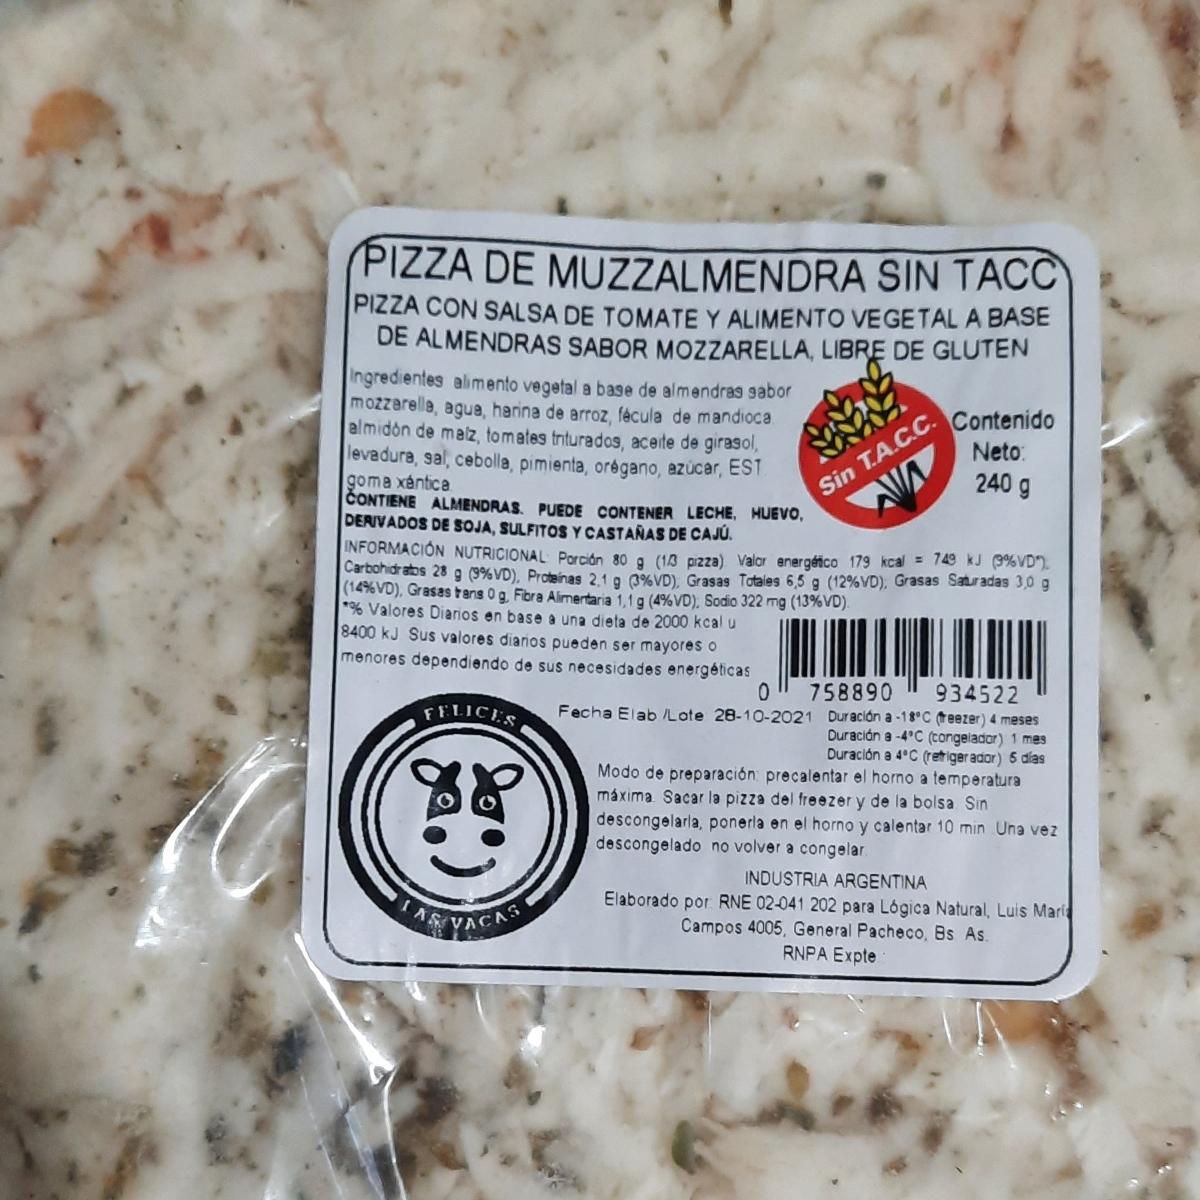 PIZZA DE MUZZALMENDRA SIN TACC
PIZZA CON SALSA DE TOMATE Y ALIMENTO VEGETAL A BASE
DE ALMENDRAS SABOR MOZZARELLA, LIBRE DE GLUTEN
Ingredientes alimento vegetal a base de almendras sabor
mozzarella, agua, harina de arroz, fécula de mandioca
almidón de maíz, tomates triturados, aceite de girasol,
levadura, sal, cebolla, pimienta, orégano, azúcar, EST
goma xántica.
Sin T.A.C.C.
Contenido
Neto:
240 g
CONTIENE ALMENDRAS. PUEDE CONTENER LECHE, HUEVO,
DERIVADOS DE SOJA, SULFITOS Y CASTAÑAS DE CAJÚ.
INFORMACIÓN NUTRICIONAL: Porción 80 g (1/3 pizza) Valor energético 179 kcal = 749 kJ (9%VD*);
Carbohidratos 28 g (9%VD), Proteínas 2,1 g (3%VD); Grasas Totales 6,5 g (12%VD); Grasas Saturadas 3,0 g
(14%VD); Grasas trans 0 g, Fibra Alimentaria 1,1 g (4%VD); Sodio 322 mg (13%VD).
*% Valores Diarios en base a una dieta de 2000 kcal u
8400 kJ Sus valores diarios pueden ser mayores o
menores dependiendo de sus necesidades energéticas
0 758890 934522
Fecha Elab /Lote 28-10-2021
Duración a -18°C (freezer) 4 meses
Duración a -4°C (congelador) 1 mes
Duración a 4°C (refrigerador) 5 días
FELICES
LAS VACAS
Modo de preparación: precalentar el horno a temperatura
máxima. Sacar la pizza del freezer y de la bolsa. Sin
descongelarla, ponerla en el horno y calentar 10 min .Una vez
descongelado no volver a congelar.
INDUSTRIA ARGENTINA
Elaborado por: RNE 02-041 202 para Lógica Natural, Luis María
Campos 4005, General Pacheco, Bs As.
RNPA Expte :